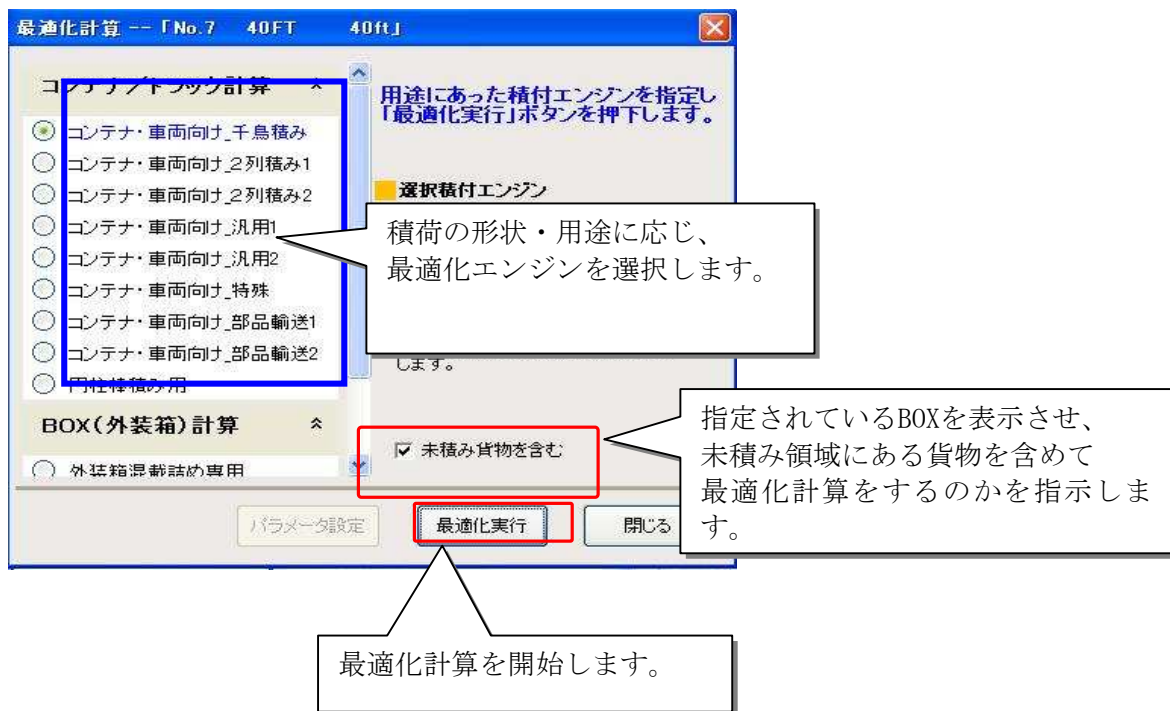 最適化計算 -- 「No.7 40FT 40ft」
コンテナ/トラック計算
コンテナ・車両向け_千鳥積み
コンテナ・車両向け_2列積み1
コンテナ・車両向け_2列積み2
コンテナ・車両向け_汎用1
コンテナ・車両向け_汎用2
コンテナ・車両向け_特殊
コンテナ・車両向け_部品輸送1
コンテナ・車両向け_部品輸送2
円柱棒積み用
BOX(外装箱)計算
外装箱混載詰め専用
用途にあった積付エンジンを指定し
「最適化実行」ボタンを押下します。
選択積付エンジン
積荷の形状・用途に応じ、
最適化エンジンを選択します。
します。
未積み貨物を含む
指定されているBOXを表示させ、
未積み領域にある貨物を含めて
最適化計算をするのかを指示しま
す。
パラメータ設定
最適化実行
閉じる
最適化計算を開始します。